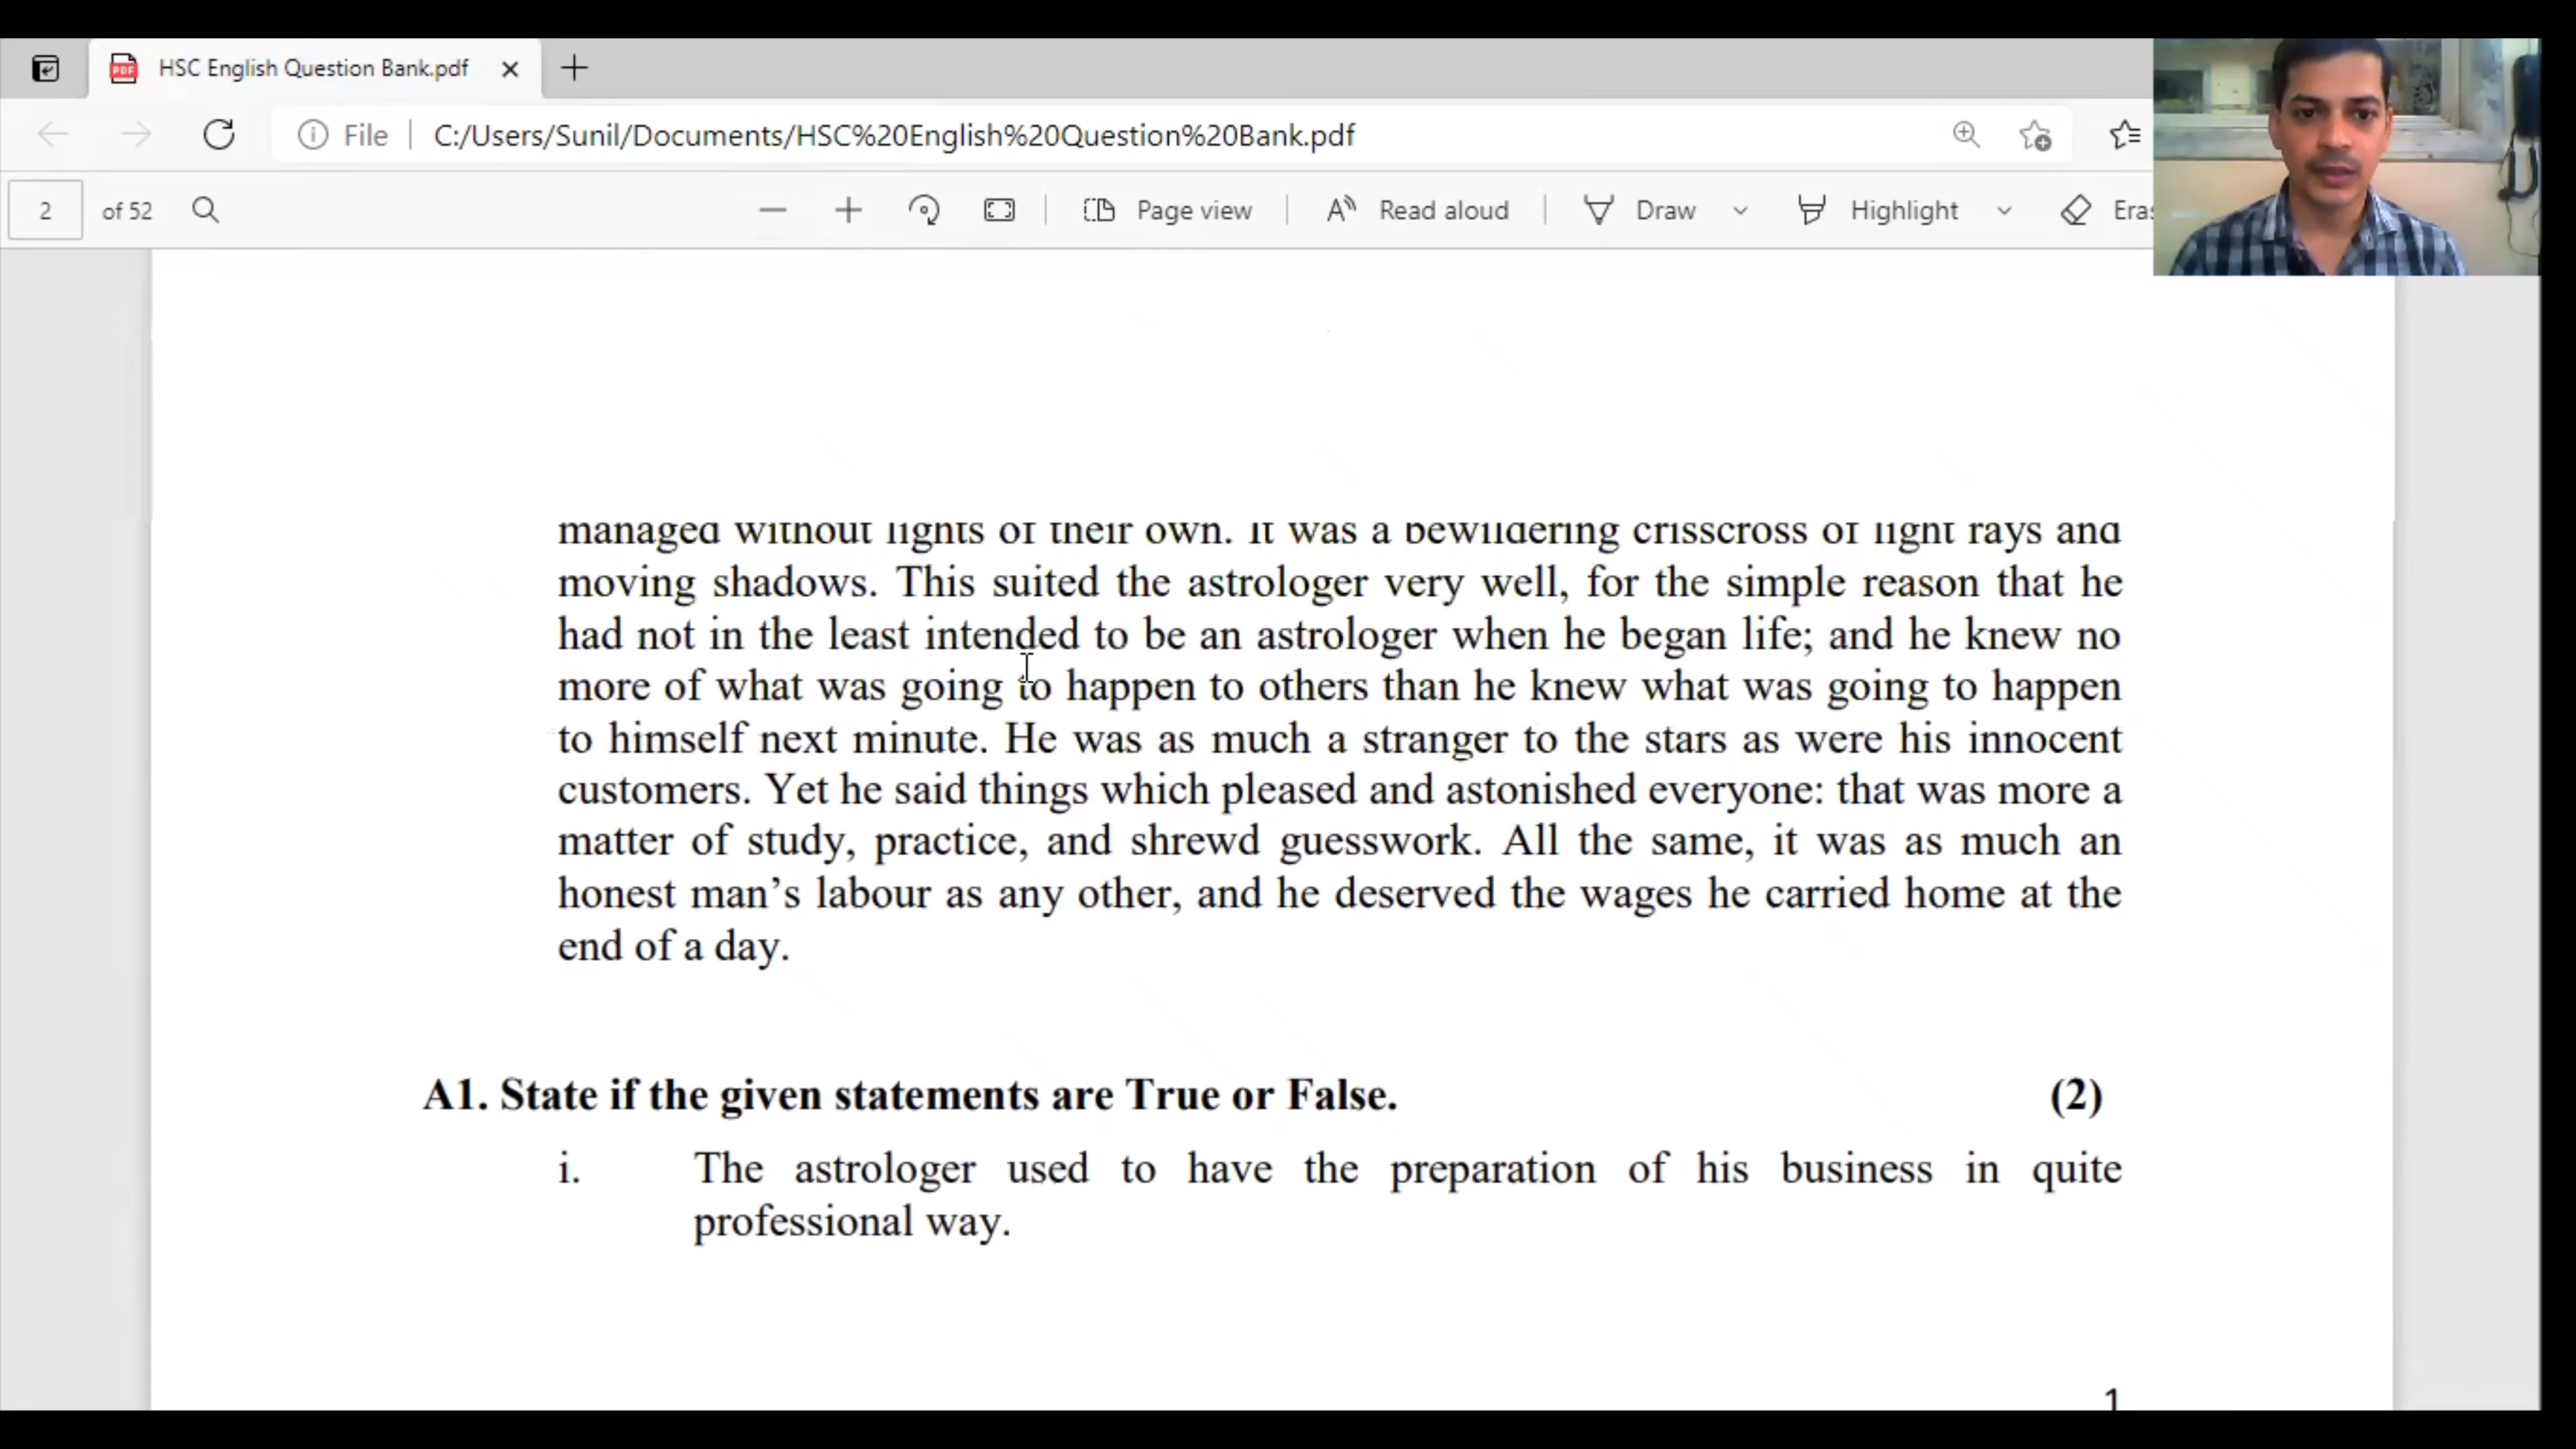 HSC English Question Bank.pdf
File
C:/Users/Sunil/Documents/HSC%20English%20Question%20Bank.pdf
2 of 52
Page view
Read aloud
Draw
Highlight
Eras
managed without lights of their own. It was a bewildering crisscross of light rays and
moving shadows. This suited the astrologer very well, for the simple reason that he
had not in the least intended to be an astrologer when he began life; and he knew no
more of what was going to happen to others than he knew what was going to happen
to himself next minute. He was as much a stranger to the stars as were his innocent
customers. Yet he said things which pleased and astonished everyone: that was more a
matter of study, practice, and shrewd guesswork. All the same, it was as much an
honest man’s labour as any other, and he deserved the wages he carried home at the
end of a day.
A1. State if the given statements are True or False. (2)
i. The astrologer used to have the preparation of his business in quite
professional way.
1